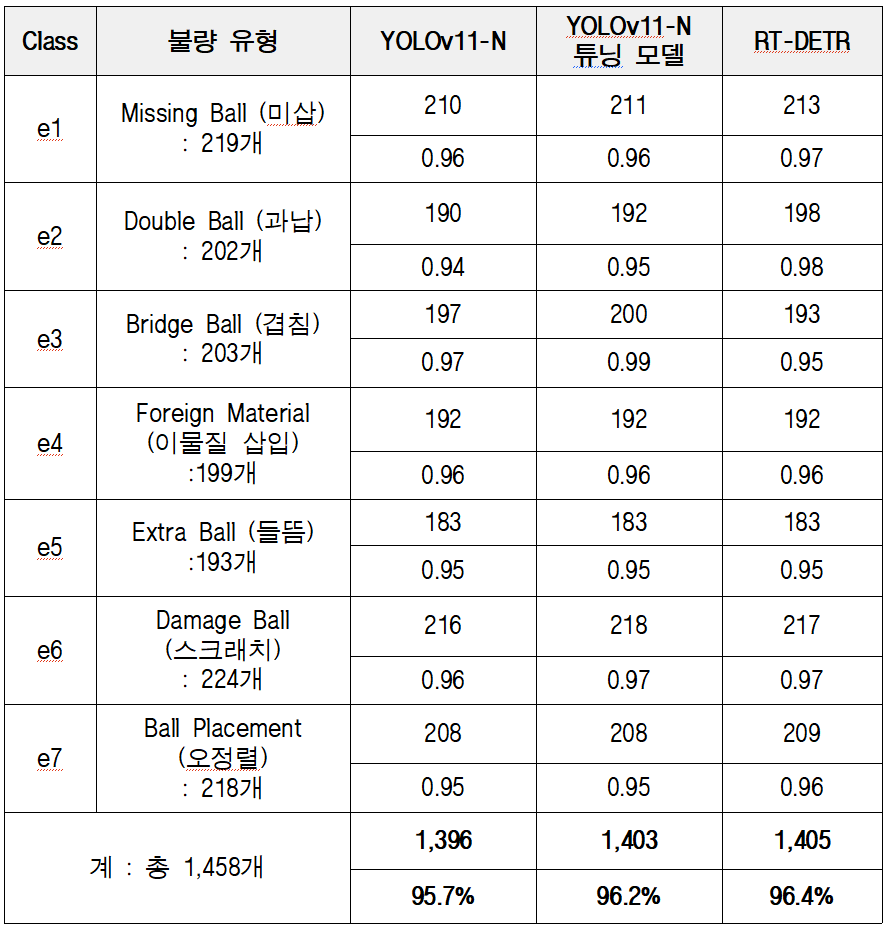 Class 불량 유형 YOLOv11-N YOLOv11-N 튜닝 모델 RT-DETR
e1
Missing Ball (미삽)
: 219개
210 211 213
0.96 0.96 0.97
e2
Double Ball (과납)
: 202개
190 192 198
0.94 0.95 0.98
e3
Bridge Ball (겹침)
: 203개
197 200 193
0.97 0.99 0.95
e4
Foreign Material
(이물질 삽입)
:199개
192 192 192
0.96 0.96 0.96
e5
Extra Ball (들뜸)
:193개
183 183 183
0.95 0.95 0.95
e6
Damage Ball
(스크래치)
: 224개
216 218 217
0.96 0.97 0.97
e7
Ball Placement
(오정렬)
: 218개
208 208 209
0.95 0.95 0.96
계 : 총 1,458개
1,396 1,403 1,405
95.7% 96.2% 96.4%